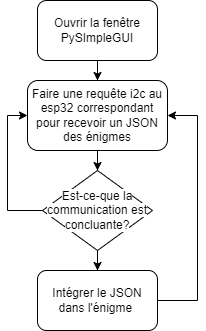 Ouvrir la fenêtre
PySImpleGUI
Faire une requête i2c au
esp32 correspondant
pour recevoir un JSON
des énigmes
Est-ce-que la
communication est
concluante?
Intégrer le JSON
dans l'énigme